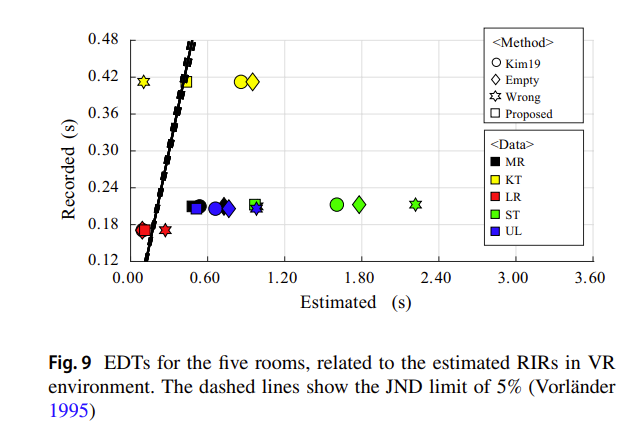 0.48
0.42
0.36
0.30
0.24
0.18
0.12
Recorded (s)
0.00 0.60 1.20 1.80 2.40 3.00 3.60
Estimated (s)
<Method>
Kim19
Empty
Wrong
Proposed
<Data>
MR
KT
LR
ST
UL
Fig. 9 EDTs for the five rooms, related to the estimated RIRs in VR
environment. The dashed lines show the JND limit of 5% (Vorländer
1995)